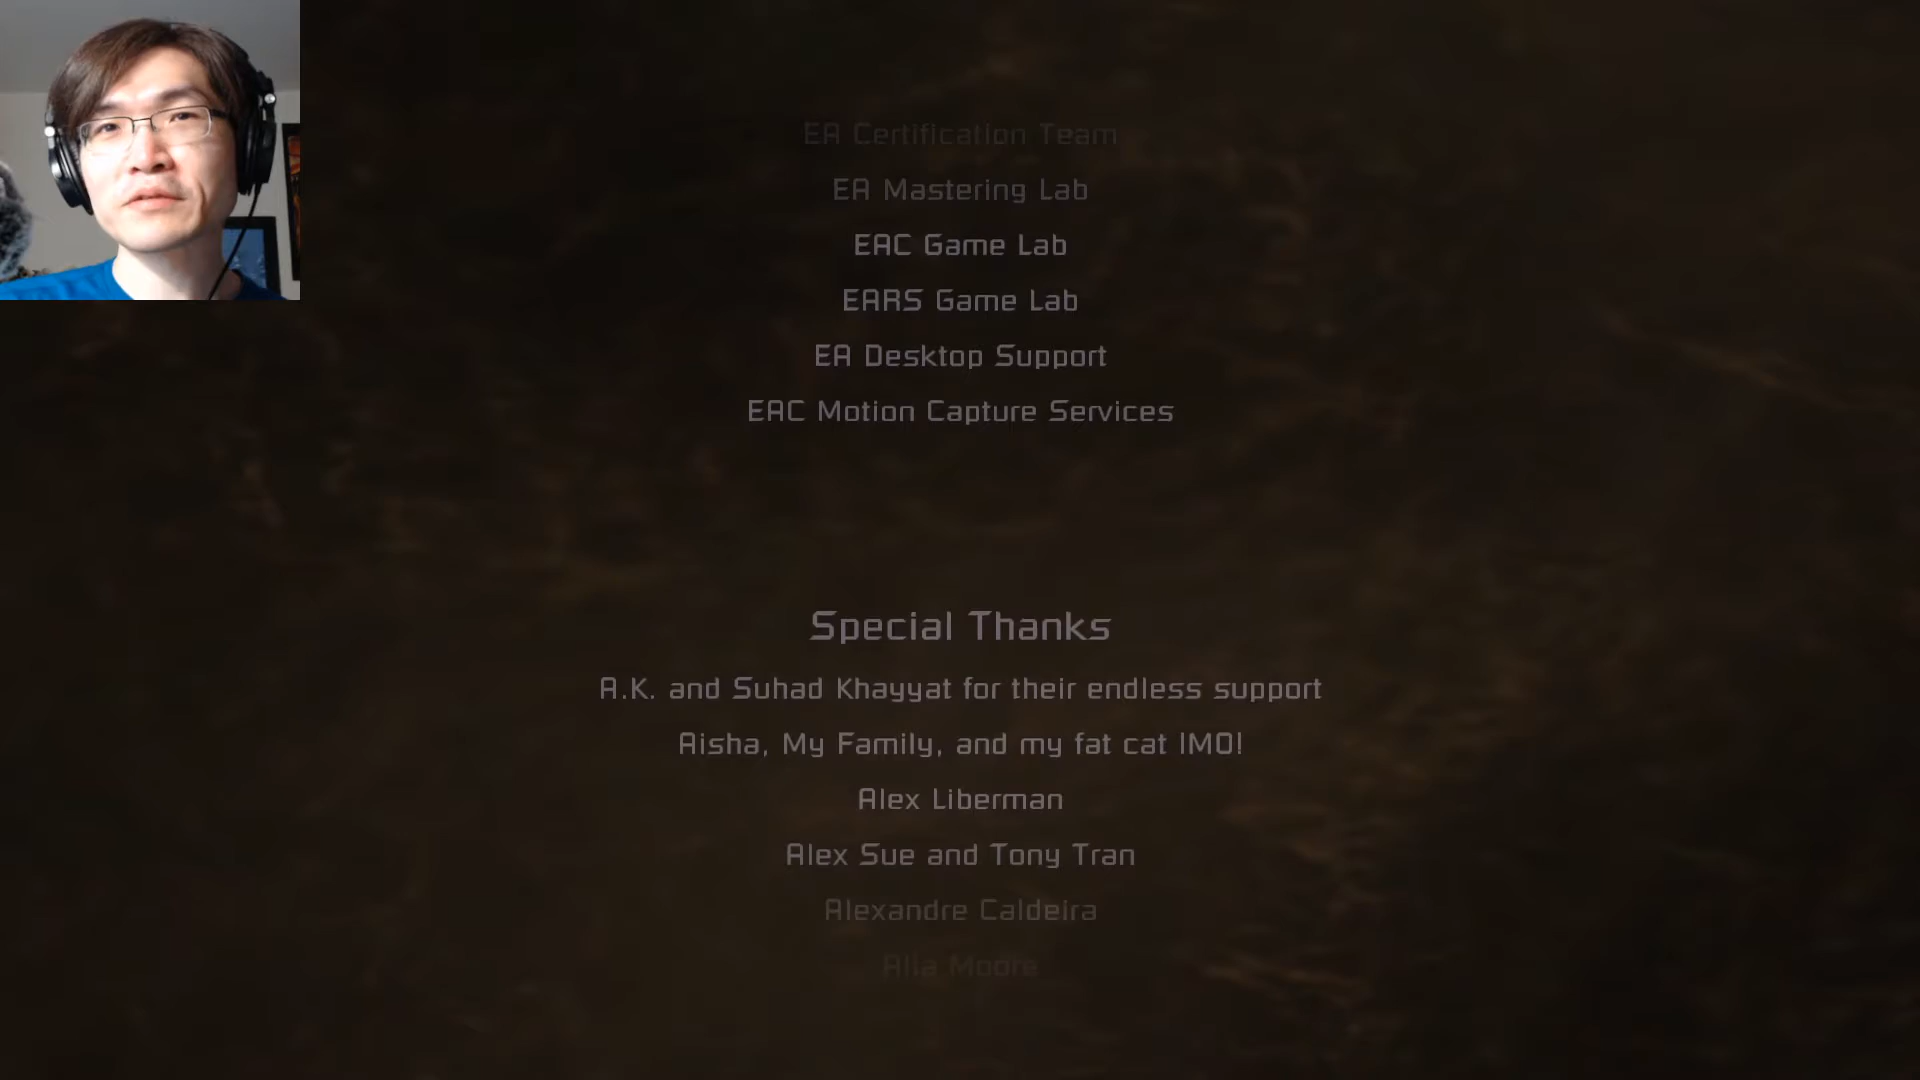 EA Certification Team
EA Mastering Lab
EAC Game Lab
EARS Game Lab
EA Desktop Support
EAC Motion Capture Services
Special Thanks
A.K. and Suhad Khayyat for their endless support
Aisha, My Family, and my fat cat IMO!
Alex Liberman
Alex Sue and Tony Tran
Alexandre Caldeira
Alia Moore